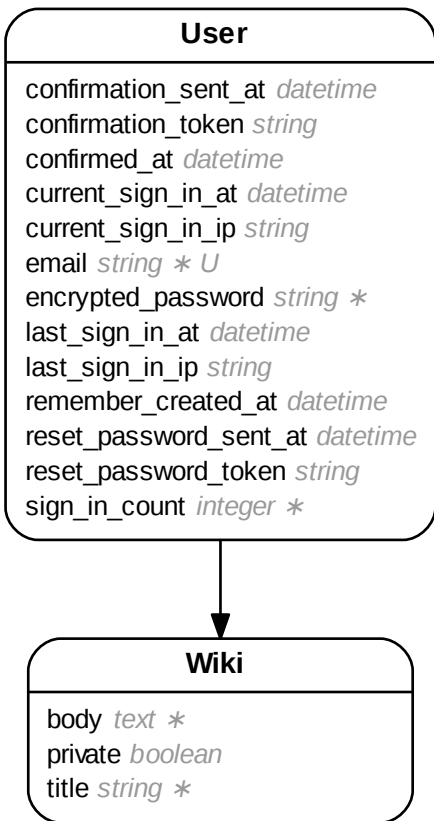 User
confirmation_sent_at datetime
confirmation_token string
confirmed_at datetime
current_sign_in_at datetime
current_sign_in_ip string
email string ∗ U
encrypted_password string ∗
last_sign_in_at datetime
last_sign_in_ip string
remember_created_at datetime
reset_password_sent_at datetime
reset_password_token string
sign_in_count integer ∗
Wiki
body text ∗
private boolean
title string ∗